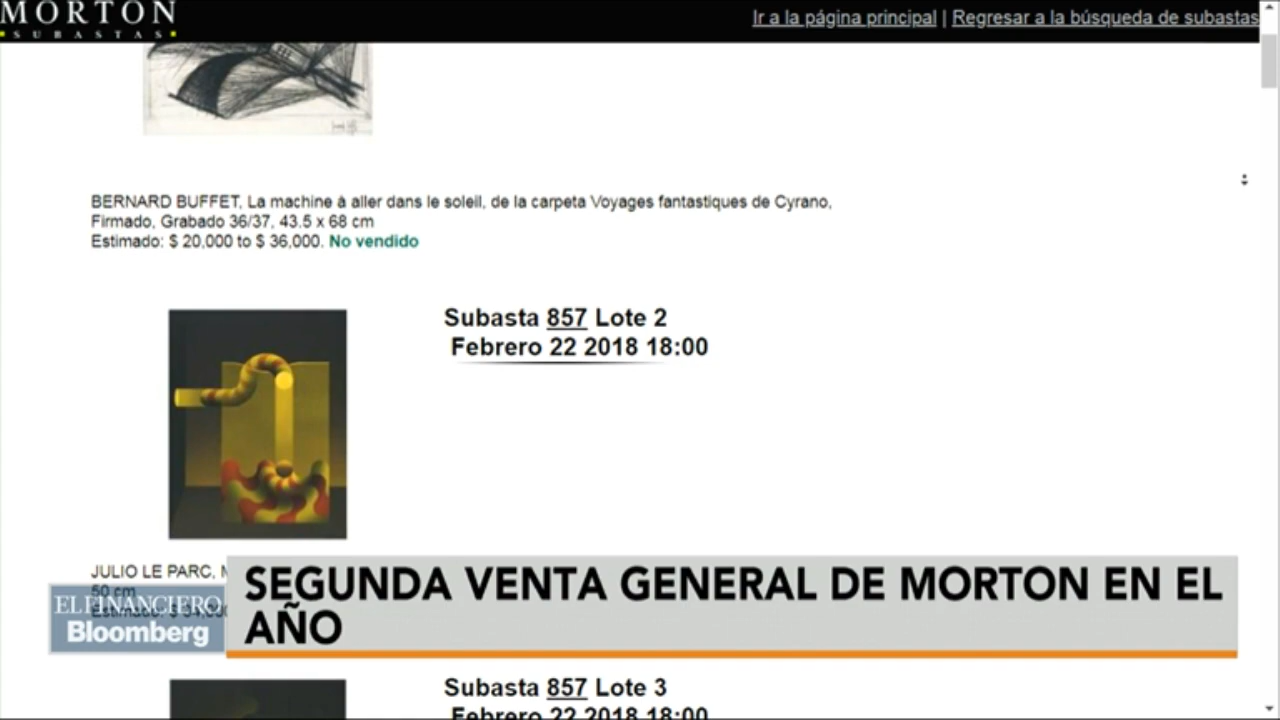 MORTON
SUBASTAS
Ir a la página principal | Regresar a la búsqueda de subastas
BERNARD BUFFET, La machine à aller dans le soleil, de la carpeta Voyages fantastiques de Cyrano,
Firmado, Grabado 36/37, 43.5 x 68 cm
Estimado: $ 20,000 to $ 36,000. No vendido
Subasta 857 Lote 2
Febrero 22 2018 18:00
JULIO LE PARC,
50 cm
Estimado: $
EL FINANCIERO
Bloomberg
SEGUNDA VENTA GENERAL DE MORTON EN EL
AÑO
Subasta 857 Lote 3
Febrero 22 2018 18:00